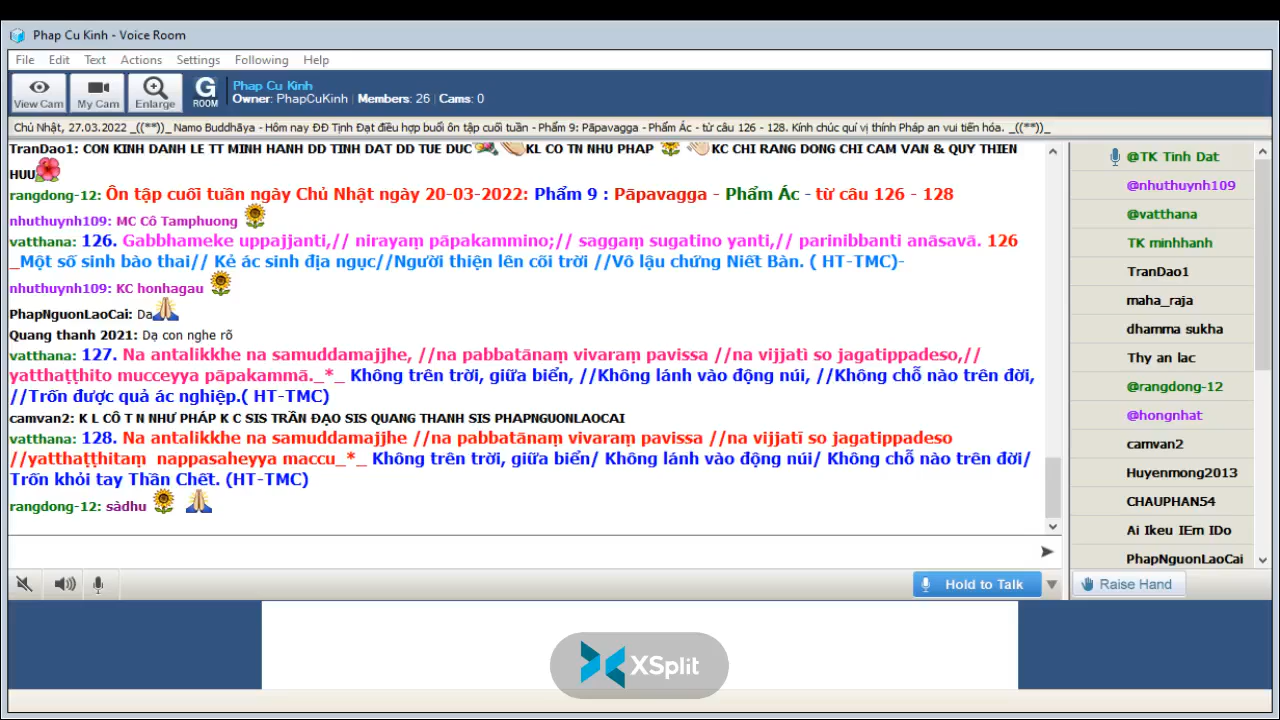 Phap Cu Kinh - Voice Room
File Edit Text Actions Settings Following Help
View Cam My Cam Enlarge G ROOM
Phap Cu Kinh
Owner: PhapCuKinh | Members: 26 | Cams: 0
Chủ Nhật, 27.03.2022 _((**))_ Namo Buddhāya - Hôm nay ĐĐ Tịnh Đạt điều hợp buổi ôn tập cuối tuần - Phẩm 9: Pāpavagga - Phẩm Ác - từ câu 126 - 128. Kính chúc quí vị thính Pháp an vui tiến hóa. _((**))_
TranDao1: CON KINH DANH LE TT MINH HANH DD TINH DAT DD TUE DUC KL CO TN NHU PHAP KC CHI RANG DONG CHI CAM VAN & QUY THIEN
HUU
rangdong-12: Ôn tập cuối tuần ngày Chủ Nhật ngày 20-03-2022: Phẩm 9 : Pāpavagga - Phẩm Ác - từ câu 126 - 128
nhuthuynh109: MC Cô Tamphuong
vatthana: 126. Gabbhameke uppajjanti,// nirayaṃ pāpakammino;// saggaṃ sugatino yanti,// parinibbanti anāsavā. 126
_Một số sinh bào thai// Kẻ ác sinh địa ngục//Người thiện lên cõi trời //Vô lậu chứng Niết Bàn. ( HT-TMC)-
nhuthuynh109: KC honhagau
PhapNguonLaoCai: Da
Quang thanh 2021: Dạ con nghe rõ
vatthana: 127. Na antalikkhe na samuddamajjhe, //na pabbatānaṃ vivaraṃ pavissa //na vijjatì so jagatippadeso,//
yatthaṭṭhito mucceyya pāpakammā._*_ Không trên trời, giữa biển, //Không lánh vào động núi, //Không chỗ nào trên đời,
//Trốn được quả ác nghiệp.( HT-TMC)
camvan2: K L CÔ T N NHƯ PHÁP K C SIS TRẦN ĐẠO SIS QUANG THANH SIS PHAPNGUONLAOCAI
vatthana: 128. Na antalikkhe na samuddamajjhe //na pabbatānaṃ vivaraṃ pavissa //na vijjatī so jagatippadeso
//yatthaṭṭhitaṃ nappasaheyya maccu_*_ Không trên trời, giữa biển/ Không lánh vào động núi/ Không chỗ nào trên đời/
Trốn khỏi tay Thần Chết. (HT-TMC)
rangdong-12: sàdhu
@TK Tinh Dat
@nhuthuynh109
@vatthana
TK minhhanh
TranDao1
maha_raja
dhamma sukha
Thy an lac
@rangdong-12
@hongnhat
camvan2
Huyenmong2013
CHAUPHAN54
Ai Ikeu IEm IDo
PhapNguonLaoCai
Hold to Talk
Raise Hand
XSplit